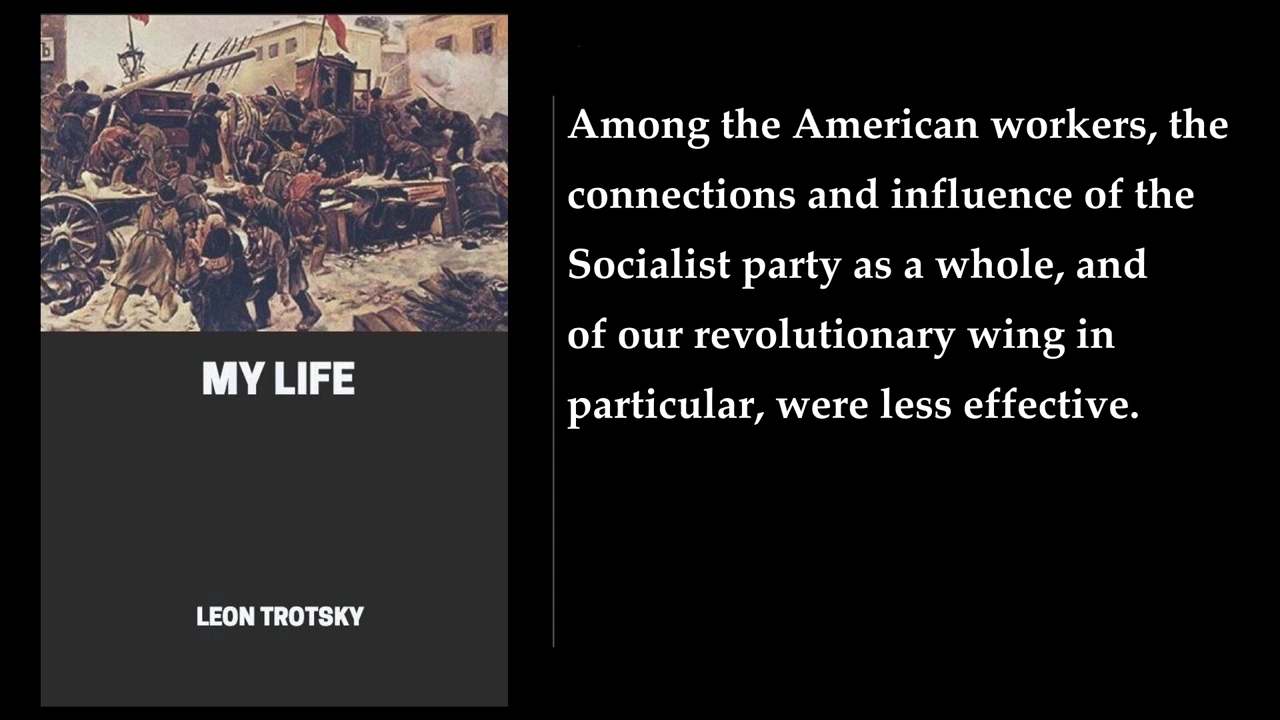 MY LIFE
LEON TROTSKY
Among the American workers, the
connections and influence of the
Socialist party as a whole, and
of our revolutionary wing in
particular, were less effective.